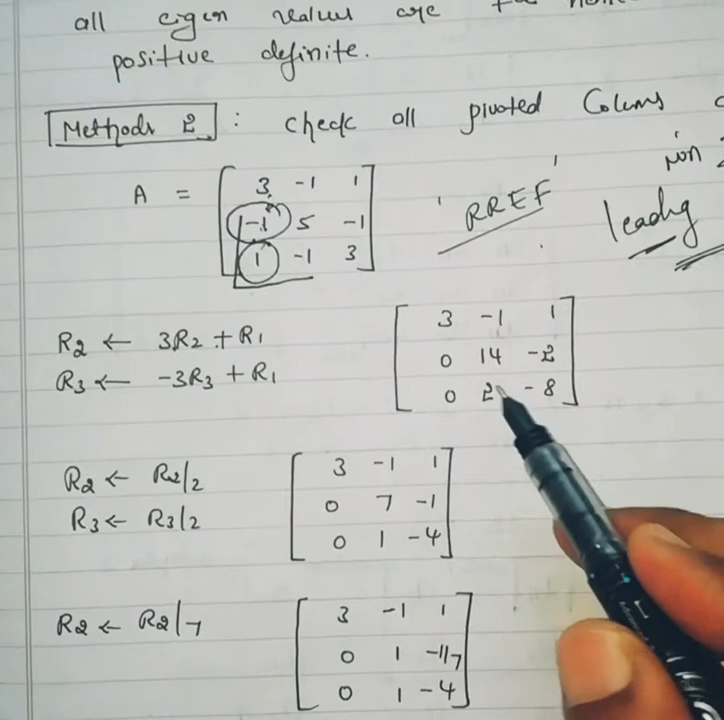 all eigen values are
positive definite.
Methods 2 : check all pivoted Colums
non
A = [ 3 -1 1
-1 5 -1
1 -1 3 ]
'RREF'
leadig
R2 ← 3R2 + R1
R3 ← -3R3 + R1
[ 3 -1 1
0 14 -2
0 2 -8 ]
R2 ← R2/2
R3 ← R3/2
[ 3 -1 1
0 7 -1
0 1 -4 ]
R2 ← R2/7
[ 3 -1 1
0 1 -1/7
0 1 -4 ]